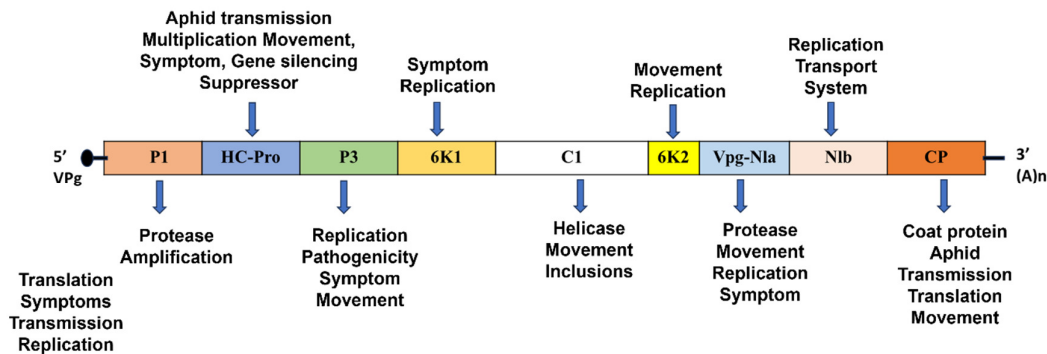 Aphid transmission
Multiplication Movement,
Symptom, Gene silencing
Suppressor
Symptom
Replication
Movement
Replication
Replication
Transport
System
5’
VPg
P1
HC-Pro
P3
6K1
C1
6K2
Vpg-Nla
Nlb
CP
3’
(A)n
Protease
Amplification
Replication
Pathogenicity
Symptom
Movement
Helicase
Movement
Inclusions
Protease
Movement
Replication
Symptom
Coat protein
Aphid
Transmission
Translation
Movement
Translation
Symptoms
Transmission
Replication